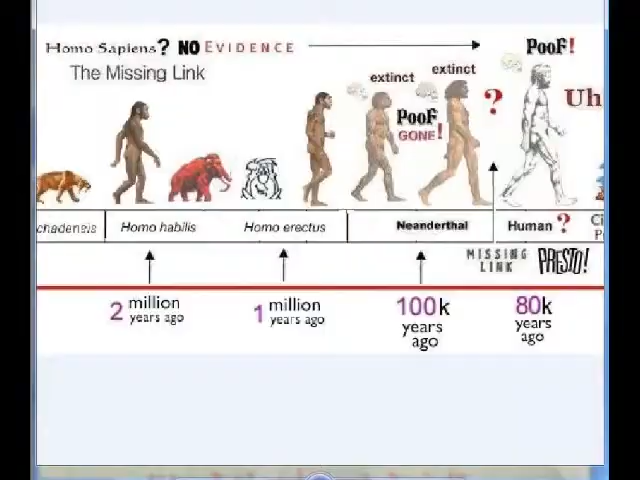 Homo Sapiens? NO EVIDENCE
PooF!
The Missing Link
extinct
extinct
PooF
GONE!
?
Uh
chadensis
Homo habilis
Homo erectus
Neanderthal
Human ?
Ci
P
MISSING
LINK
PRESTO!
2 million
years ago
1 million
years ago
100k
years
ago
80k
years
ago